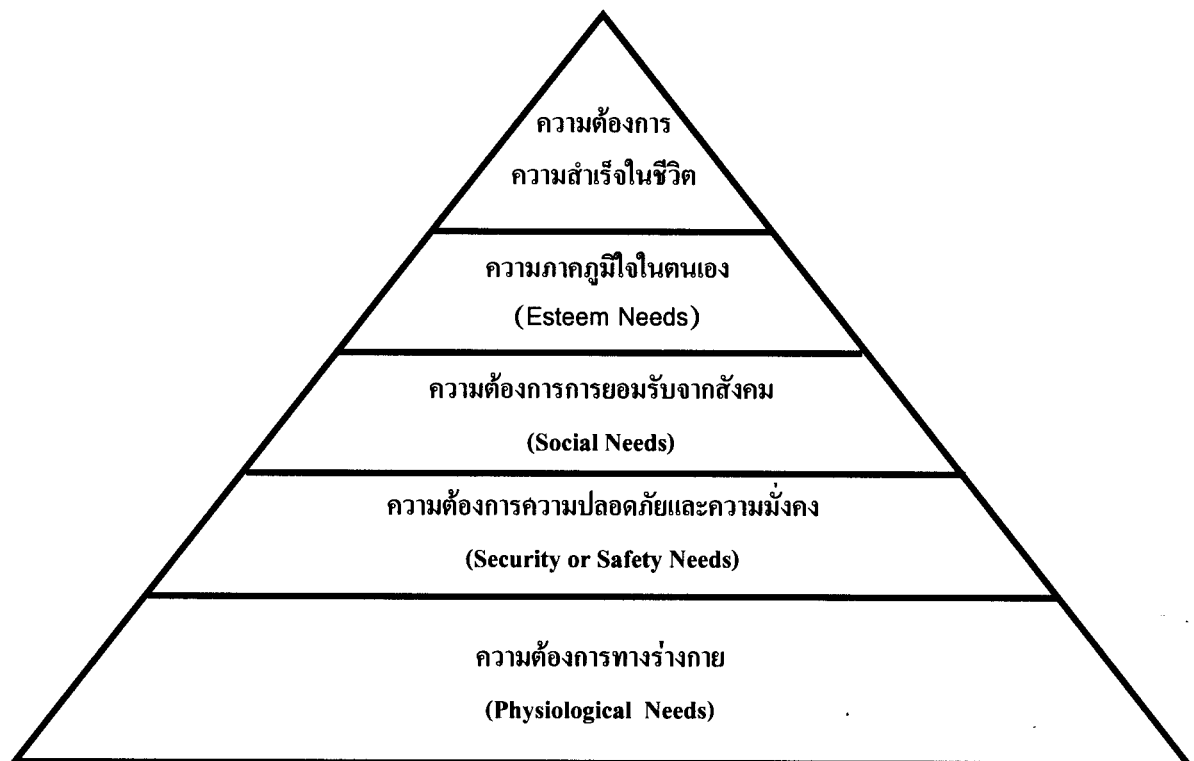 ความต้องการ
ความสำเร็จในชีวิต
ความภาคภูมิใจในตนเอง
(Esteem Needs)
ความต้องการการยอมรับจากสังคม
(Social Needs)
ความต้องการความปลอดภัยและความมั่งคง
(Security or Safety Needs)
ความต้องการทางร่างกาย
(Physiological Needs)